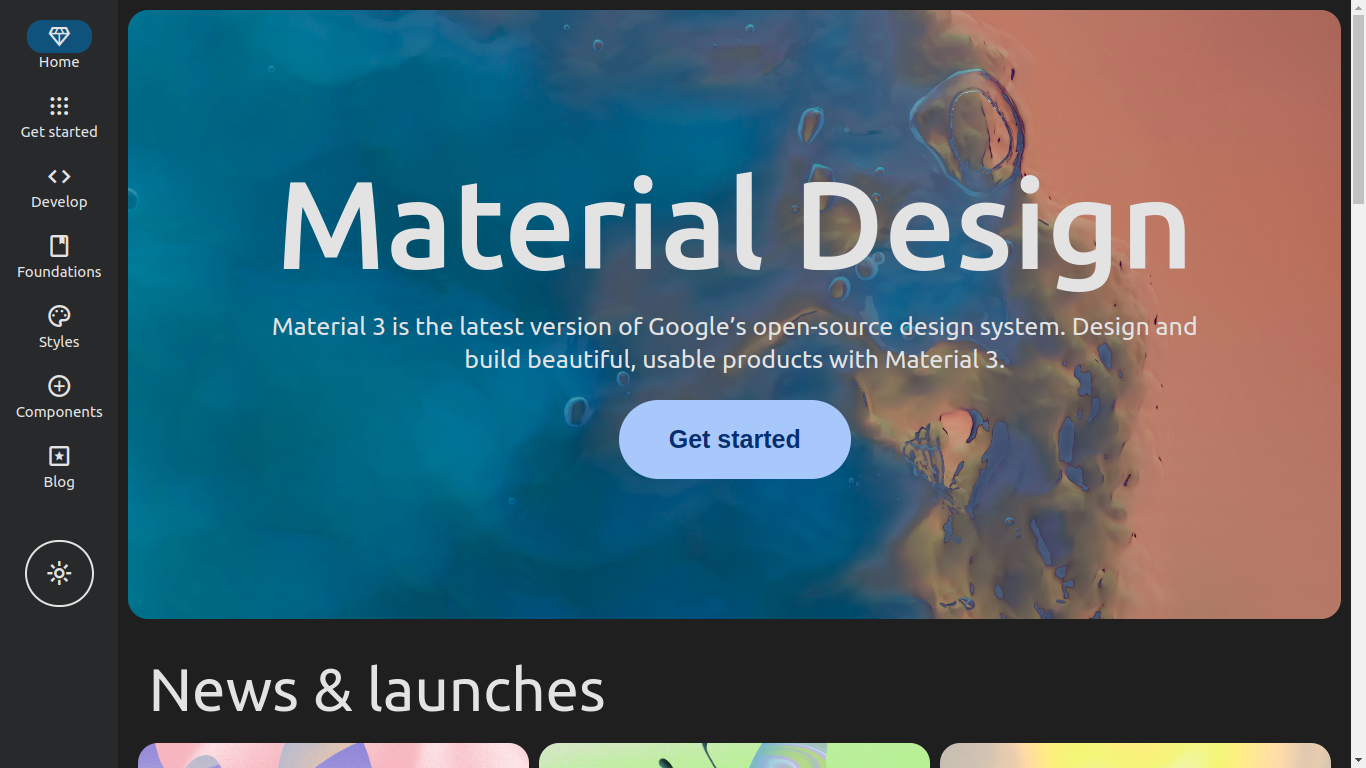 Home
Get started
Develop
Foundations
Styles
Components
Blog
Material Design
Material 3 is the latest version of Google’s open-source design system. Design and
build beautiful, usable products with Material 3.
Get started
News & launches